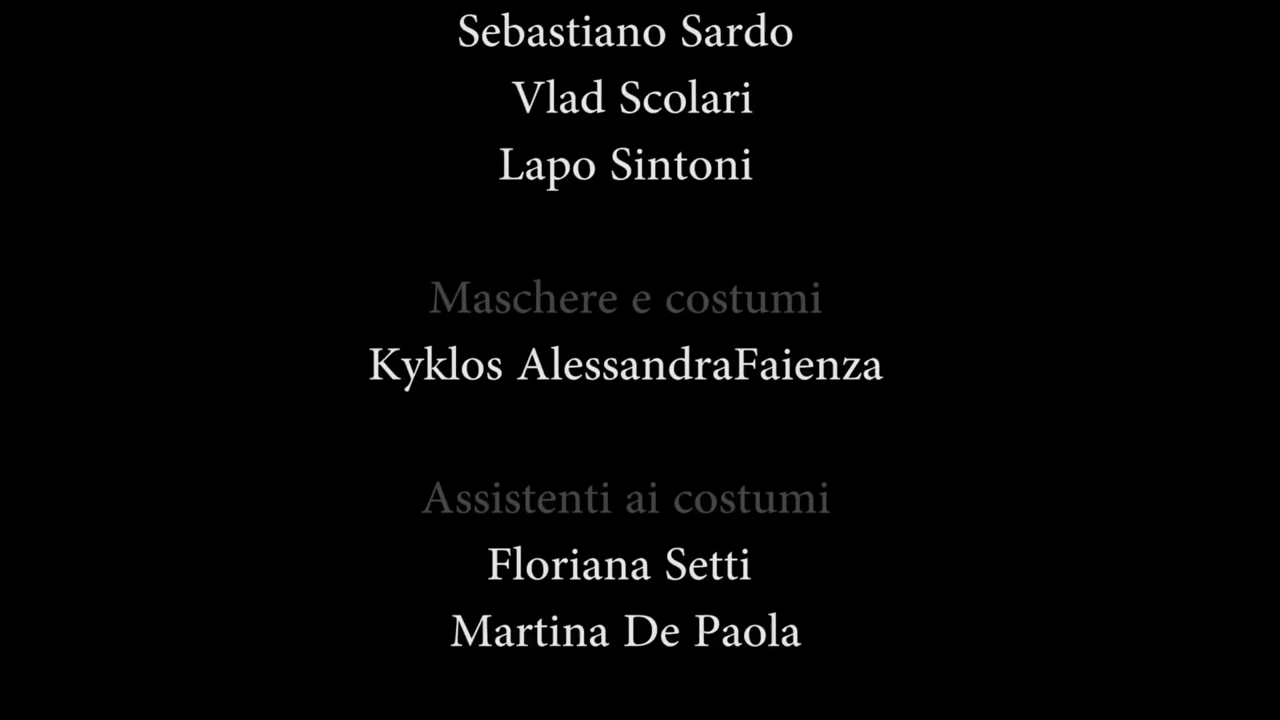 Sebastiano Sardo
Vlad Scolari
Lapo Sintoni
Maschere e costumi
Kyklos AlessandraFaienza
Assistenti ai costumi
Floriana Setti
Martina De Paola